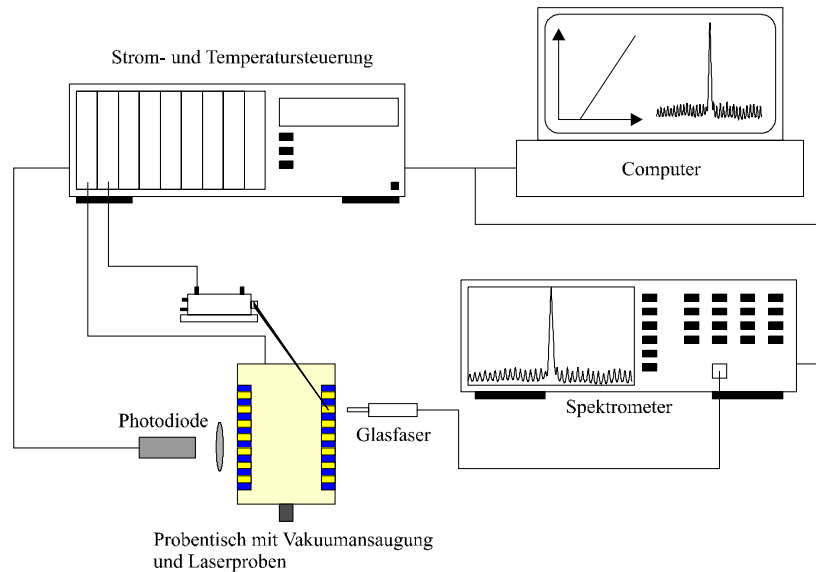 Strom- und Temperatursteuerung
Computer
Spektrometer
Photodiode
Glasfaser
Probentisch mit Vakuumansaugung
und Laserproben